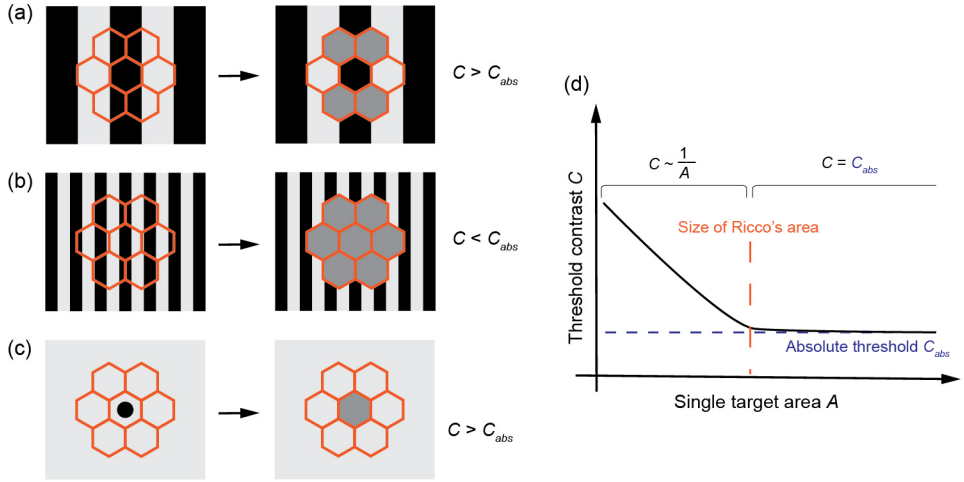 (a)
C > C_abs
(b)
C < C_abs
(c)
C > C_abs
(d)
Threshold contrast C
C ~ 1/A
C = C_abs
Size of Ricco's area
Absolute threshold C_abs
Single target area A